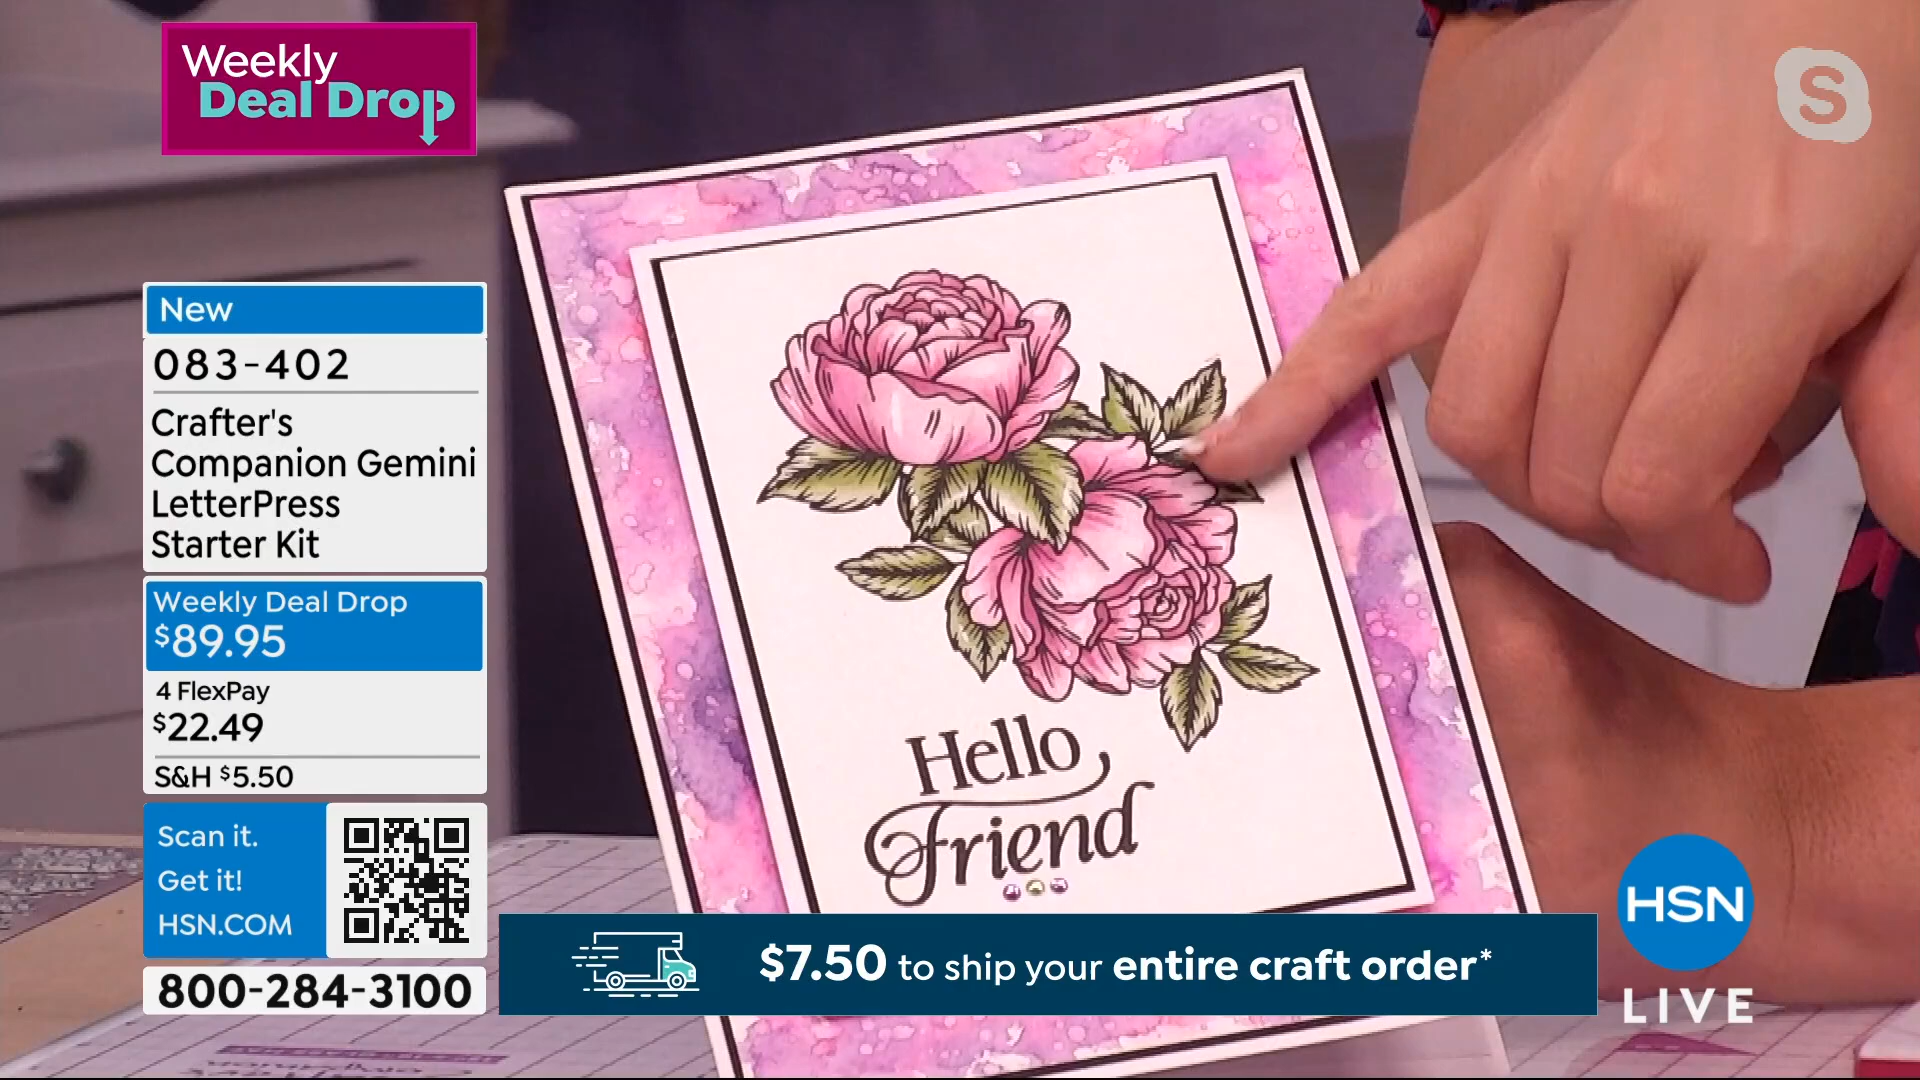 Weekly
Deal Drop
S
New
083-402
Crafter's
Companion Gemini
LetterPress
Starter Kit
Weekly Deal Drop
$89.95
4 FlexPay
$22.49
S&H $5.50
Scan it.
Get it!
HSN.COM
800-284-3100
Hello
Friend
$7.50 to ship your entire craft order*
HSN
LIVE